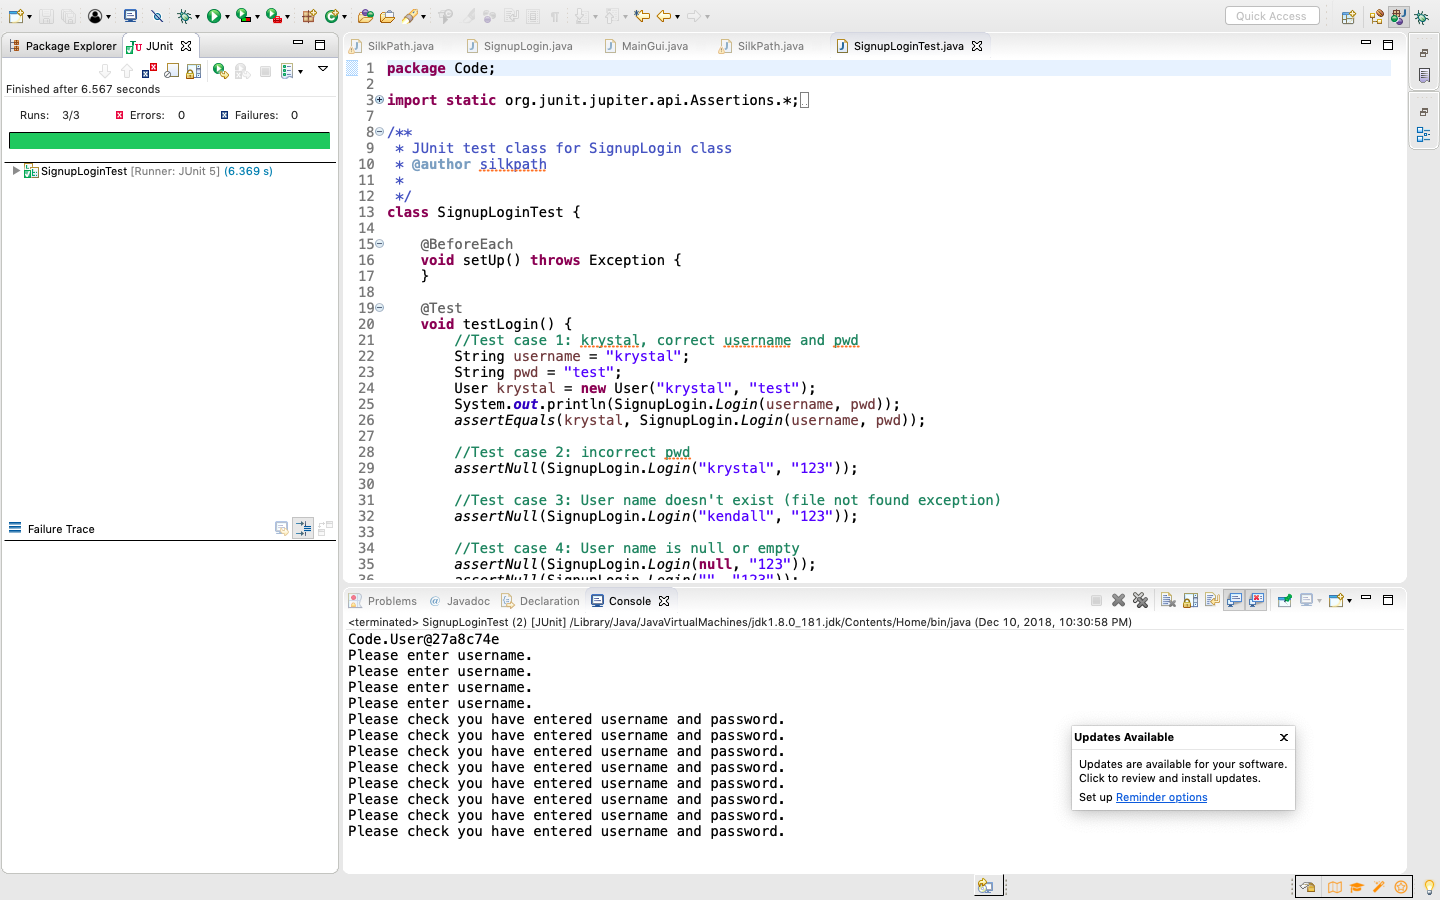 Quick Access
Package Explorer
JUnit
Finished after 6.567 seconds
Runs: 3/3 Errors: 0 Failures: 0
SignupLoginTest [Runner: JUnit 5] (6.369 s)
Failure Trace
SilkPath.java SignupLogin.java MainGui.java SilkPath.java SignupLoginTest.java
1 package Code;
2
3 import static org.junit.jupiter.api.Assertions.*;
7
8 /**
9 * JUnit test class for SignupLogin class
10 * @author silkpath
11 *
12 */
13 class SignupLoginTest {
14
15 @BeforeEach
16 void setUp() throws Exception {
17 }
18
19 @Test
20 void testLogin() {
21 //Test case 1: krystal, correct username and pwd
22 String username = "krystal";
23 String pwd = "test";
24 User krystal = new User("krystal", "test");
25 System.out.println(SignupLogin.Login(username, pwd));
26 assertEquals(krystal, SignupLogin.Login(username, pwd));
27
28 //Test case 2: incorrect pwd
29 assertNull(SignupLogin.Login("krystal", "123"));
30
31 //Test case 3: User name doesn't exist (file not found exception)
32 assertNull(SignupLogin.Login("kendall", "123"));
33
34 //Test case 4: User name is null or empty
35 assertNull(SignupLogin.Login(null, "123"));
36 assertNull(SignupLogin.Login("", "123"));
Problems @ Javadoc Declaration Console
<terminated> SignupLoginTest (2) [JUnit] /Library/Java/JavaVirtualMachines/jdk1.8.0_181.jdk/Contents/Home/bin/java (Dec 10, 2018, 10:30:58 PM)
Code.User@27a8c74e
Please enter username.
Please enter username.
Please enter username.
Please enter username.
Please check you have entered username and password.
Please check you have entered username and password.
Please check you have entered username and password.
Please check you have entered username and password.
Please check you have entered username and password.
Please check you have entered username and password.
Please check you have entered username and password.
Please check you have entered username and password.
Updates Available
Updates are available for your software.
Click to review and install updates.
Set up Reminder options